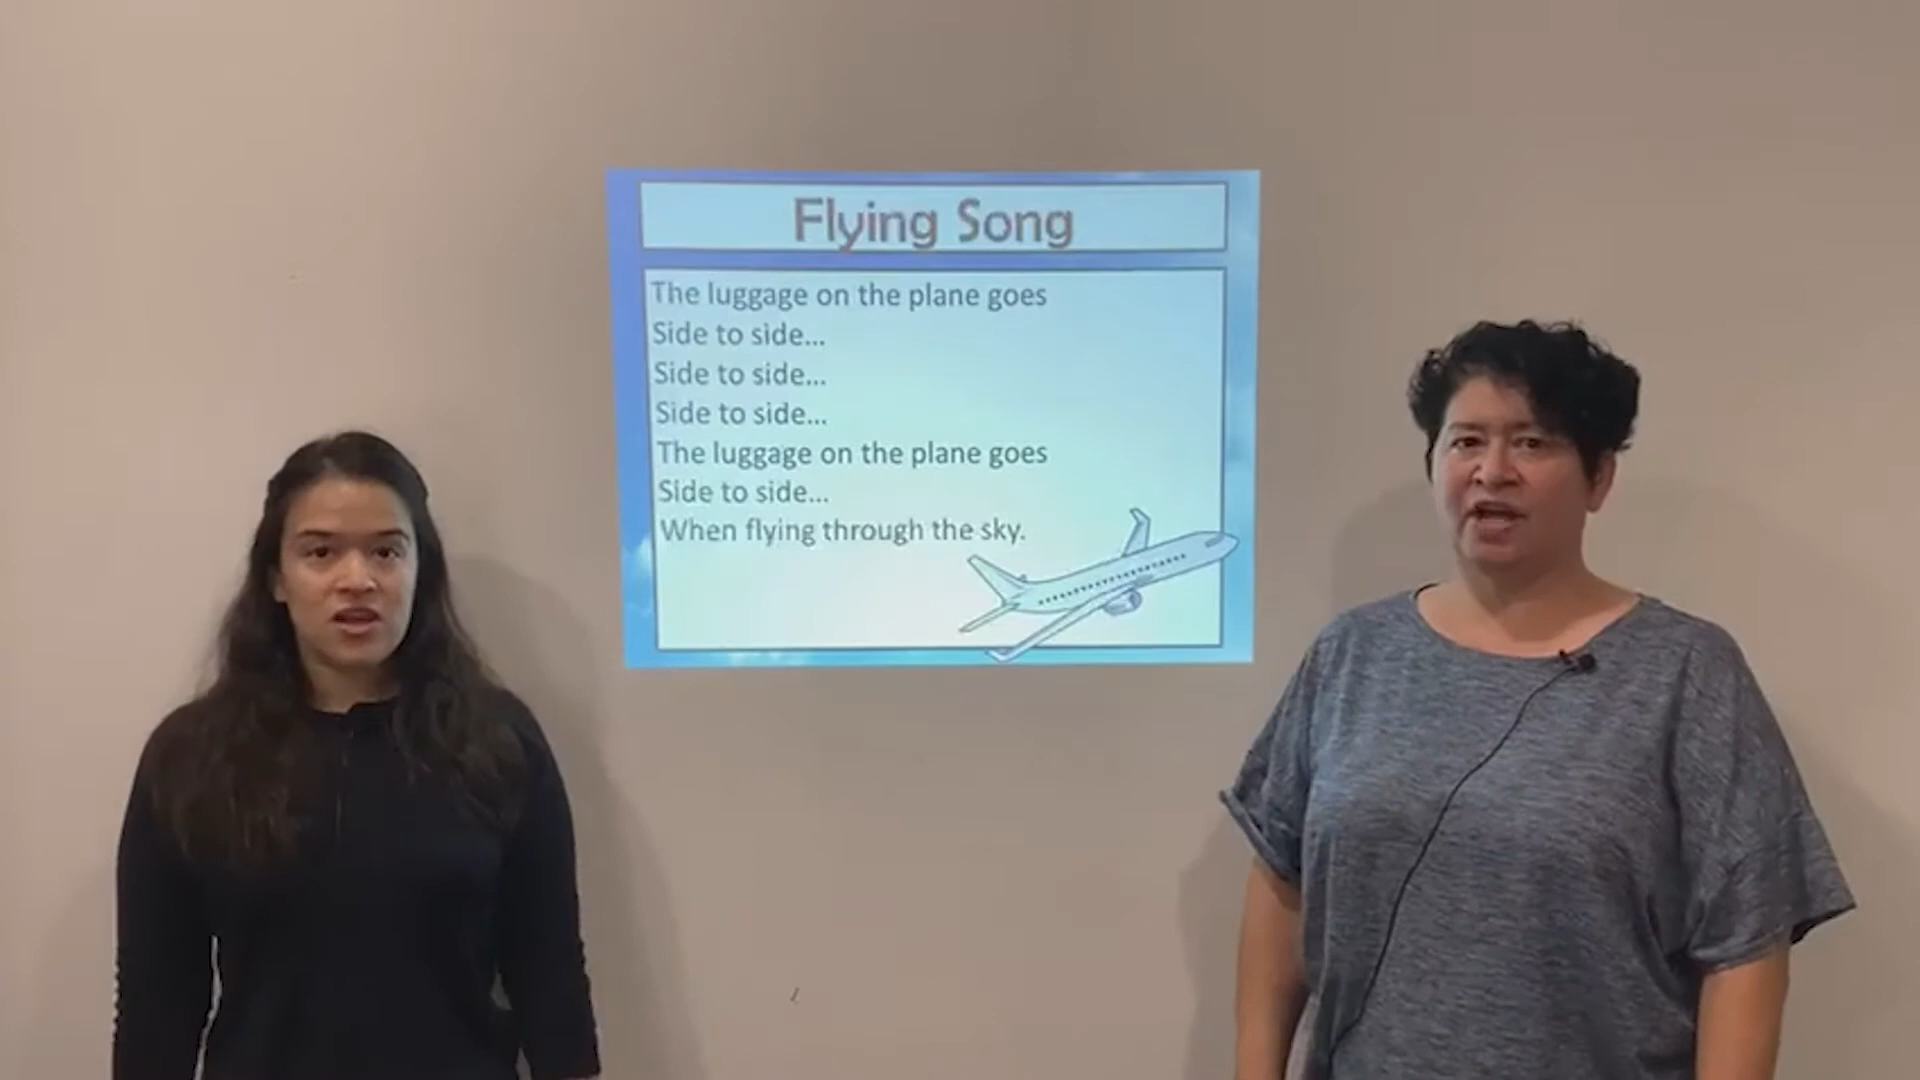 Flying Song
The luggage on the plane goes
Side to side...
Side to side...
Side to side...
The luggage on the plane goes
Side to side...
When flying through the sky.